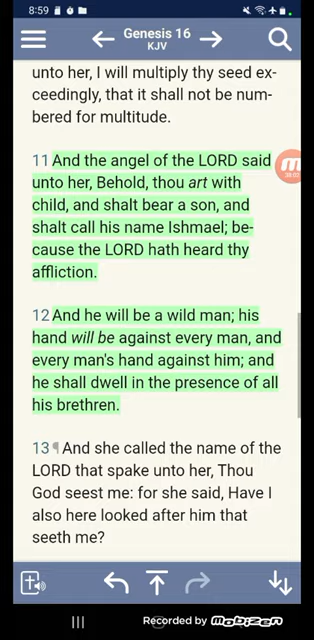 8:59
Genesis 16
KJV
unto her, I will multiply thy seed ex-
ceedingly, that it shall not be num-
bered for multitude.
11 And the angel of the LORD said
unto her, Behold, thou art with
child, and shalt bear a son, and
shalt call his name Ishmael; be-
cause the LORD hath heard thy
affliction.
12 And he will be a wild man; his
hand will be against every man, and
every man's hand against him; and
he shall dwell in the presence of all
his brethren.
13 ¶ And she called the name of the
LORD that spake unto her, Thou
God seest me: for she said, Have I
also here looked after him that
seeth me?
Recorded by Mobizen